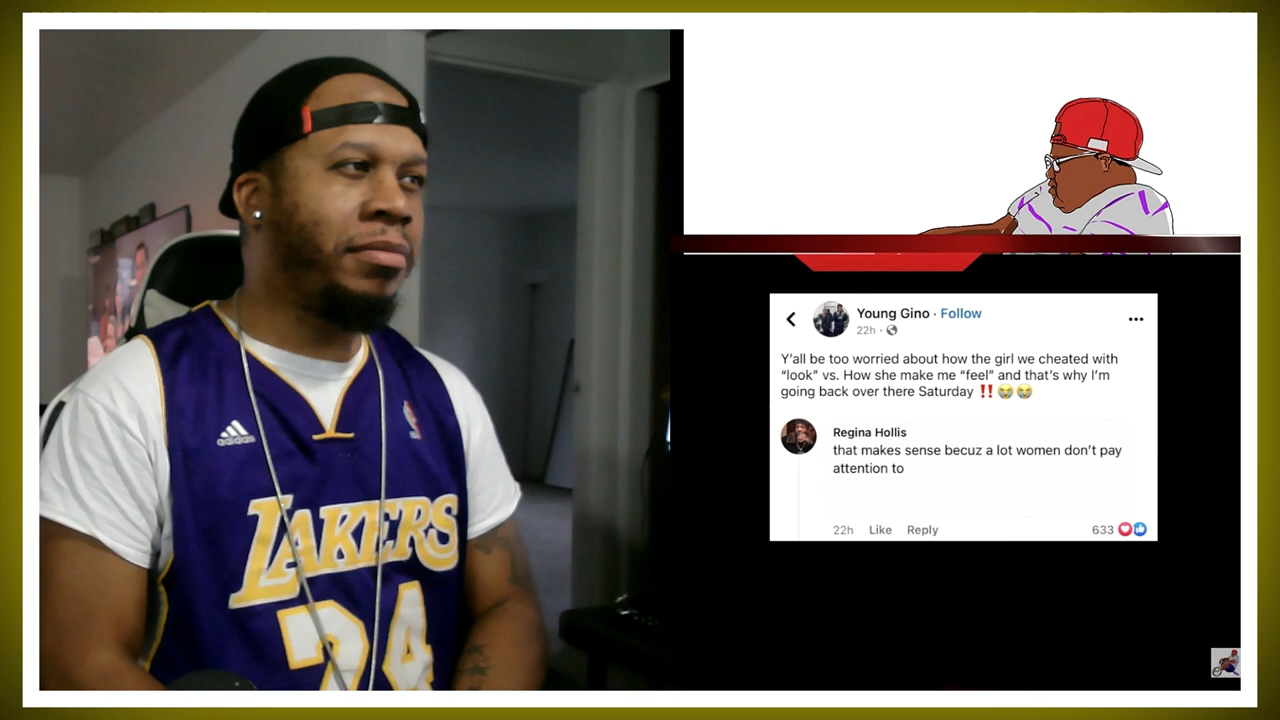 adidas
LAKERS
24
Young Gino · Follow
22h ·
Y'all be too worried about how the girl we cheated with
“look” vs. How she make me “feel” and that's why I'm
going back over there Saturday ‼️😭😭
Regina Hollis
that makes sense becuz a lot women don't pay
attention to
22h Like Reply 633